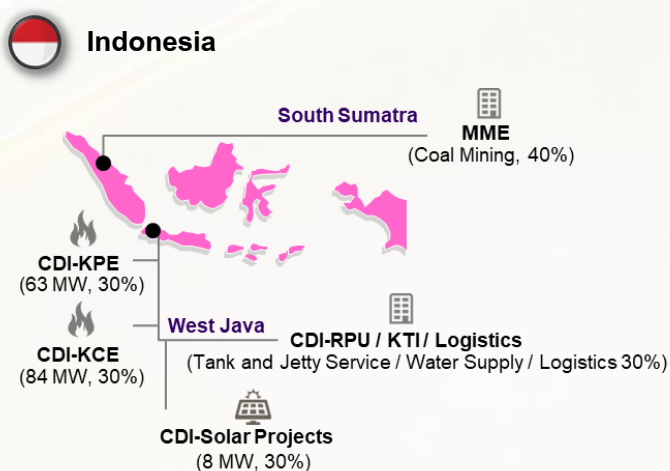 Indonesia
South Sumatra
MME
(Coal Mining, 40%)
CDI-KPE
(63 MW, 30%)
West Java
CDI-KCE
(84 MW, 30%)
CDI-RPU / KTI / Logistics
(Tank and Jetty Service / Water Supply / Logistics 30%)
CDI-Solar Projects
(8 MW, 30%)